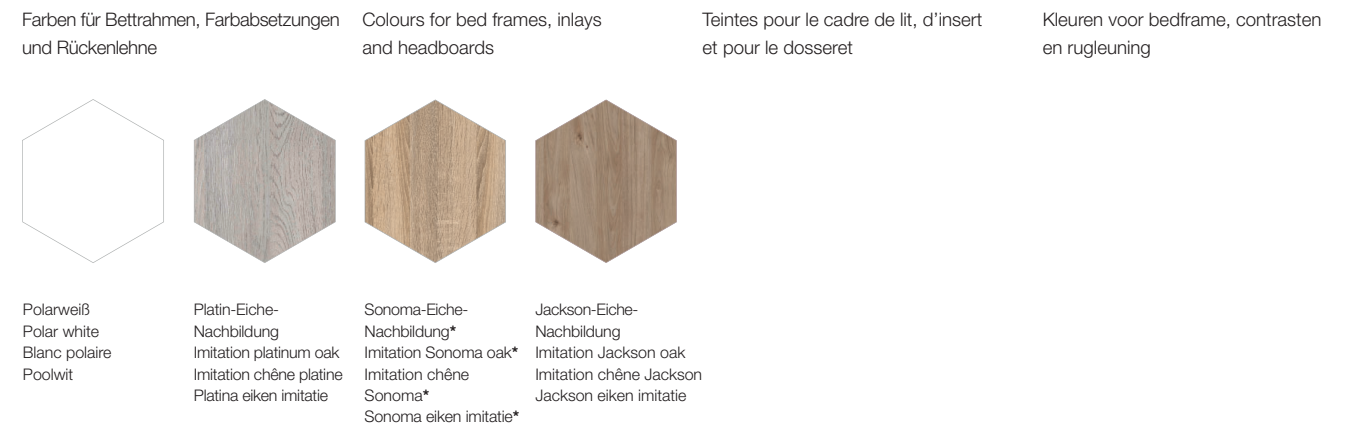 Farben für Bettrahmen, Farbabsetzungen
und Rückenlehne
Colours for bed frames, inlays
and headboards
Teintes pour le cadre de lit, d’insert
et pour le dosseret
Kleuren voor bedframe, contrasten
en rugleuning
Polarweiß
Polar white
Blanc polaire
Poolwit
Platin-Eiche-
Nachbildung
Imitation platinum oak
Imitation chêne platine
Platina eiken imitatie
Sonoma-Eiche-
Nachbildung*
Imitation Sonoma oak*
Imitation chêne
Sonoma*
Sonoma eiken imitatie*
Jackson-Eiche-
Nachbildung
Imitation Jackson oak
Imitation chêne Jackson
Jackson eiken imitatie